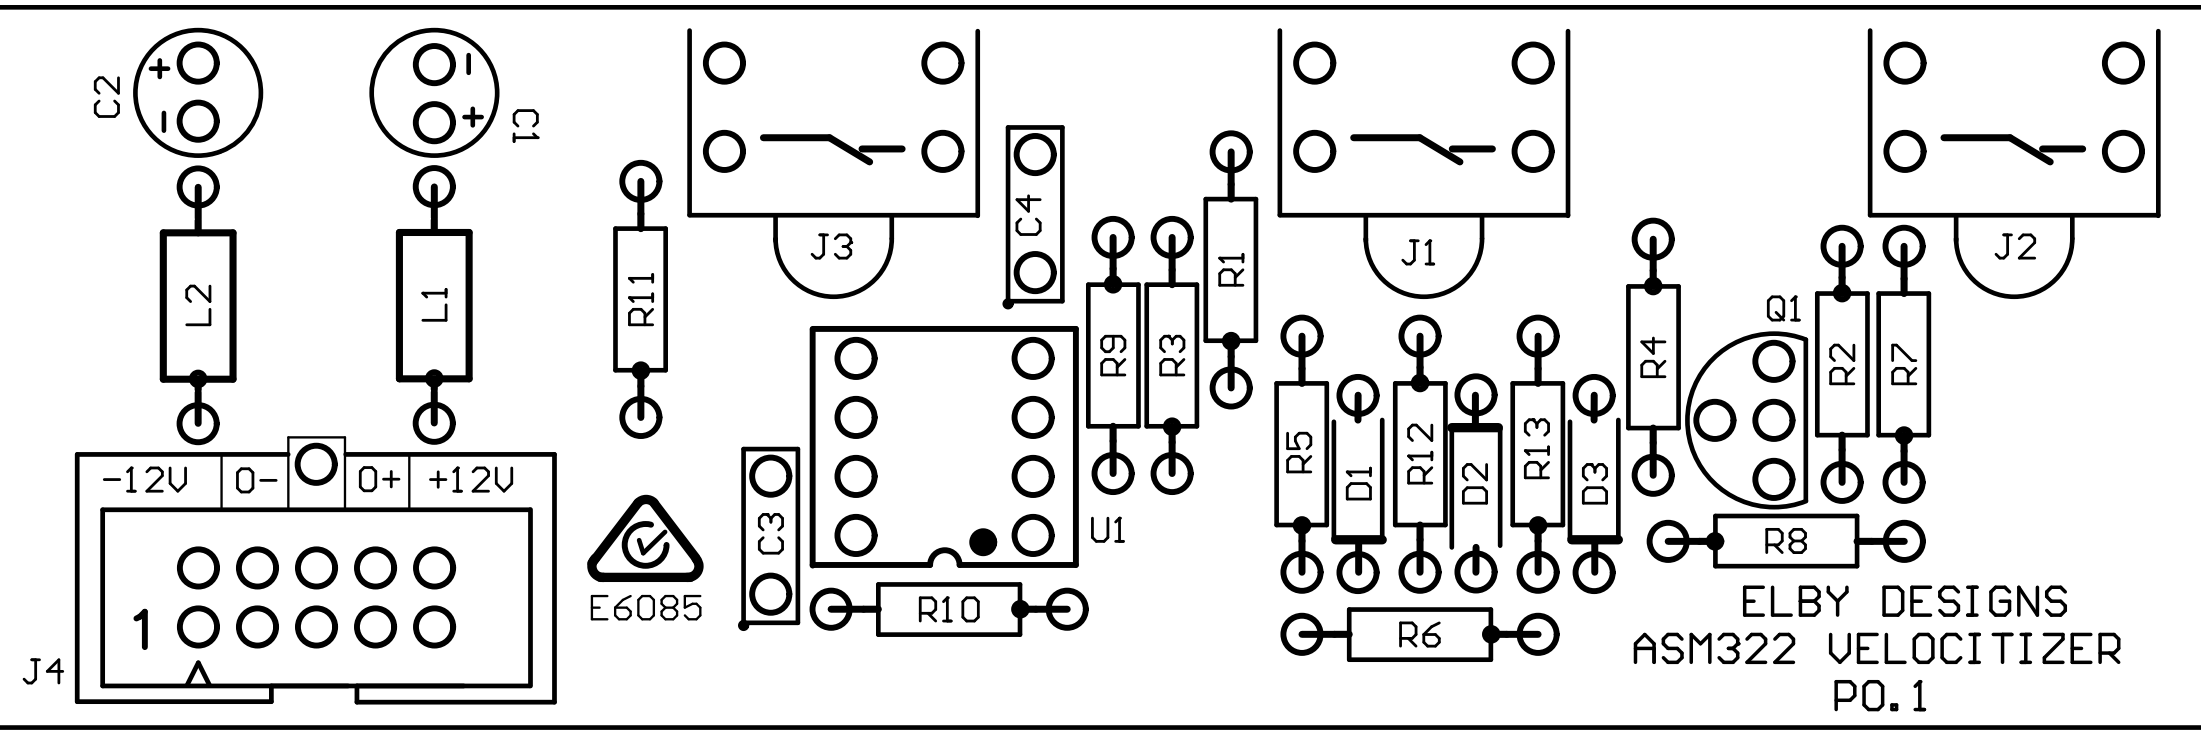 C2
+
-
-
+
C1
L2
L1
R11
J3
C4
R9
R3
R1
J1
J2
R5
D1
R12
D2
R13
D3
R4
Q1
R2
R7
R8
-12V 0- 0+ +12V
1
J4
E6085
C3
U1
R10
R6
ELBY DESIGNS
ASM322 VELOCITIZER
P0.1